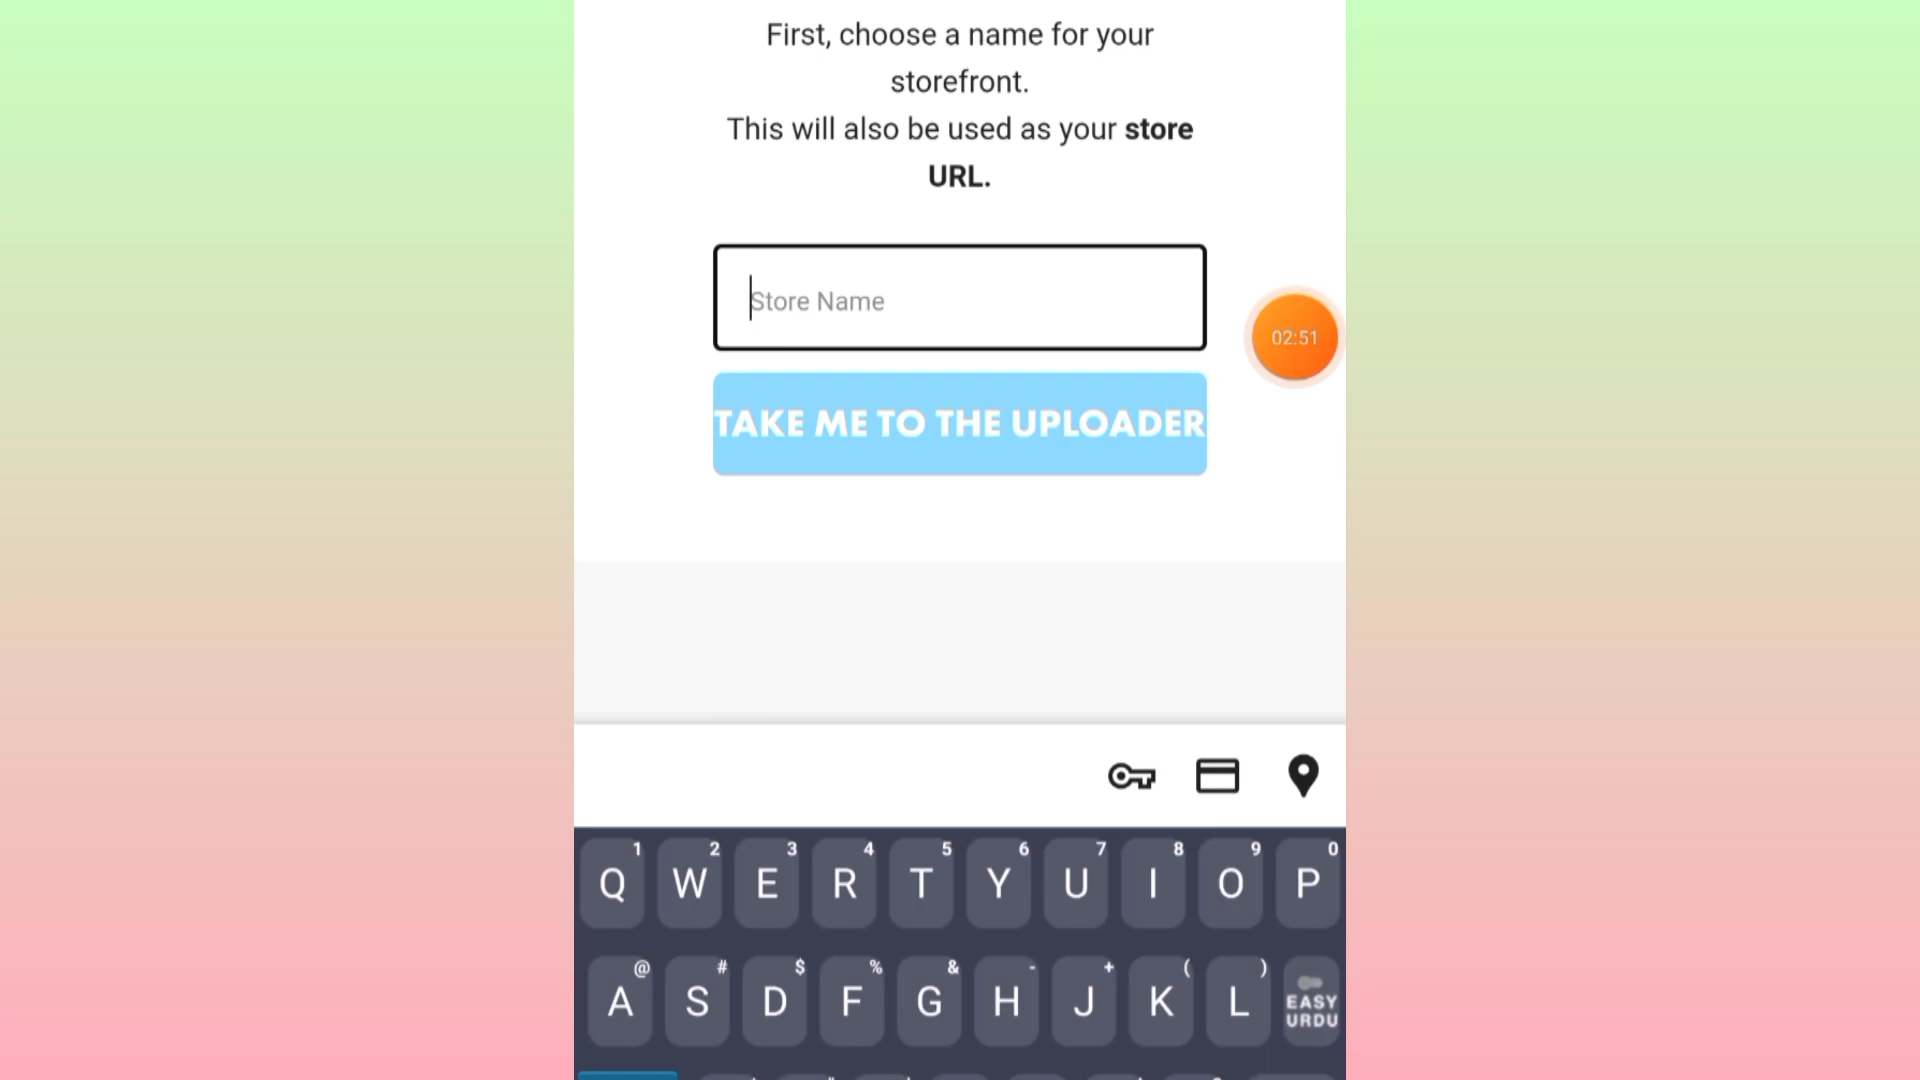 First, choose a name for your
storefront.
This will also be used as your store
URL.
Store Name
02:51
TAKE ME TO THE UPLOADER
1 2 3 4 5 6 7 8 9 0
Q W E R T Y U I O P
@ # $ % & - + ( )
A S D F G H J K L EASY
URDU